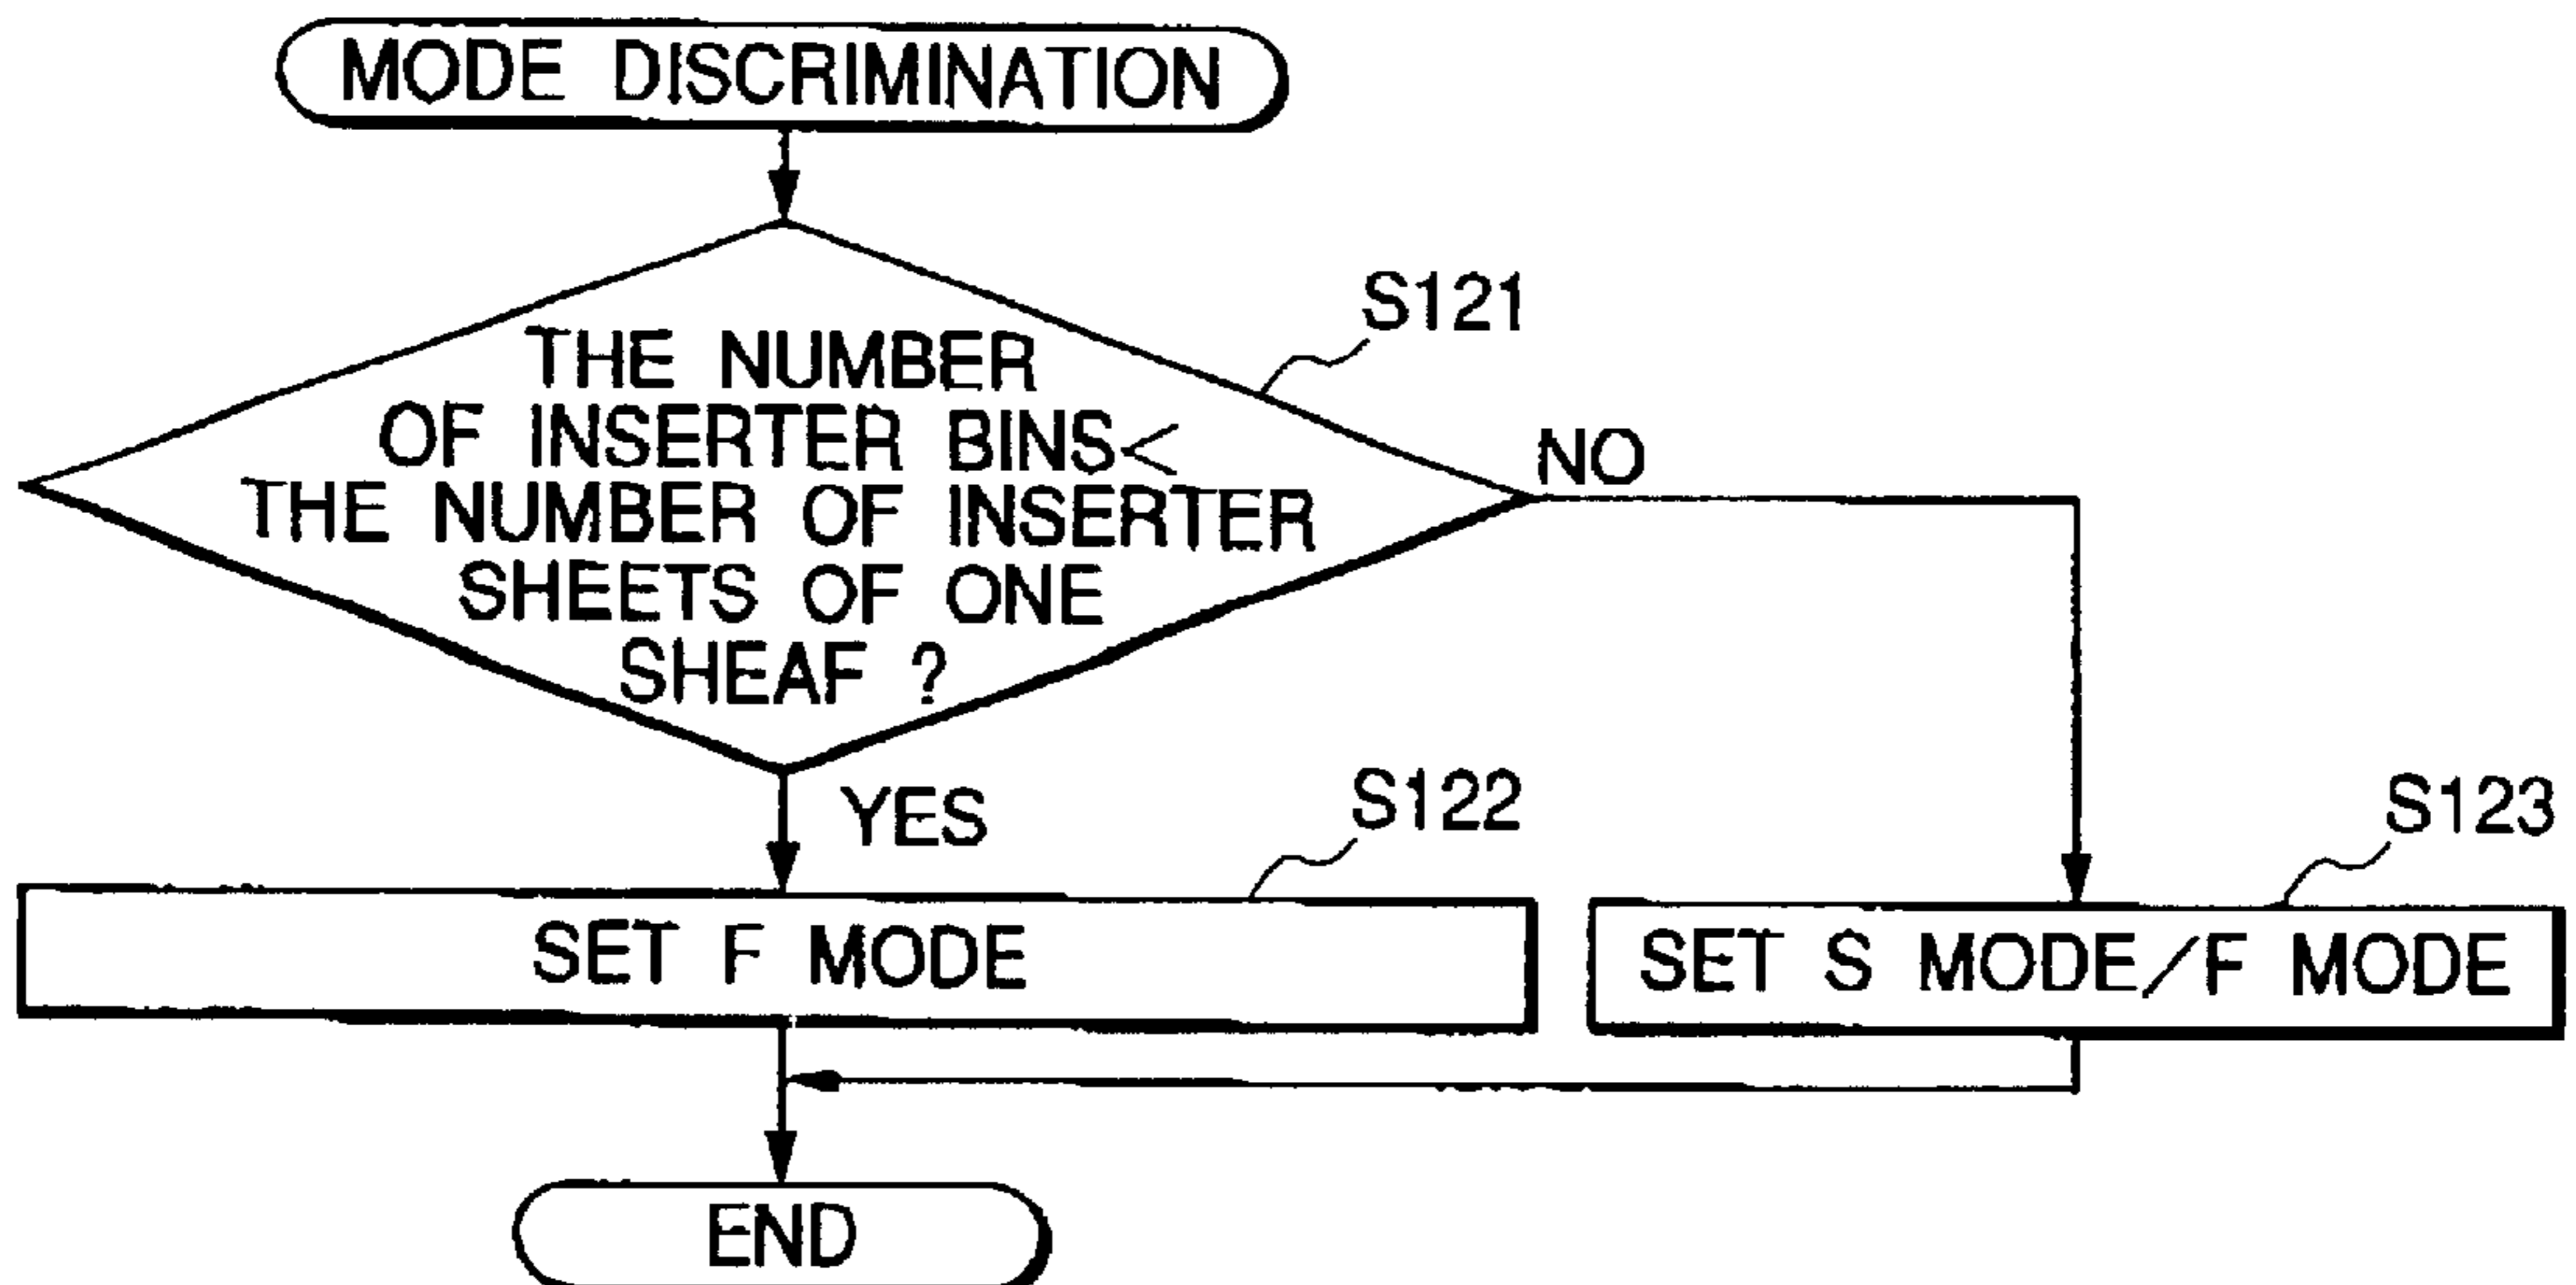 MODE DISCRIMINATION
S121
THE NUMBER
OF INSERTER BINS<
THE NUMBER OF INSERTER
SHEETS OF ONE
SHEAF ?
NO
YES
S122
S123
SET F MODE
SET S MODE/F MODE
END